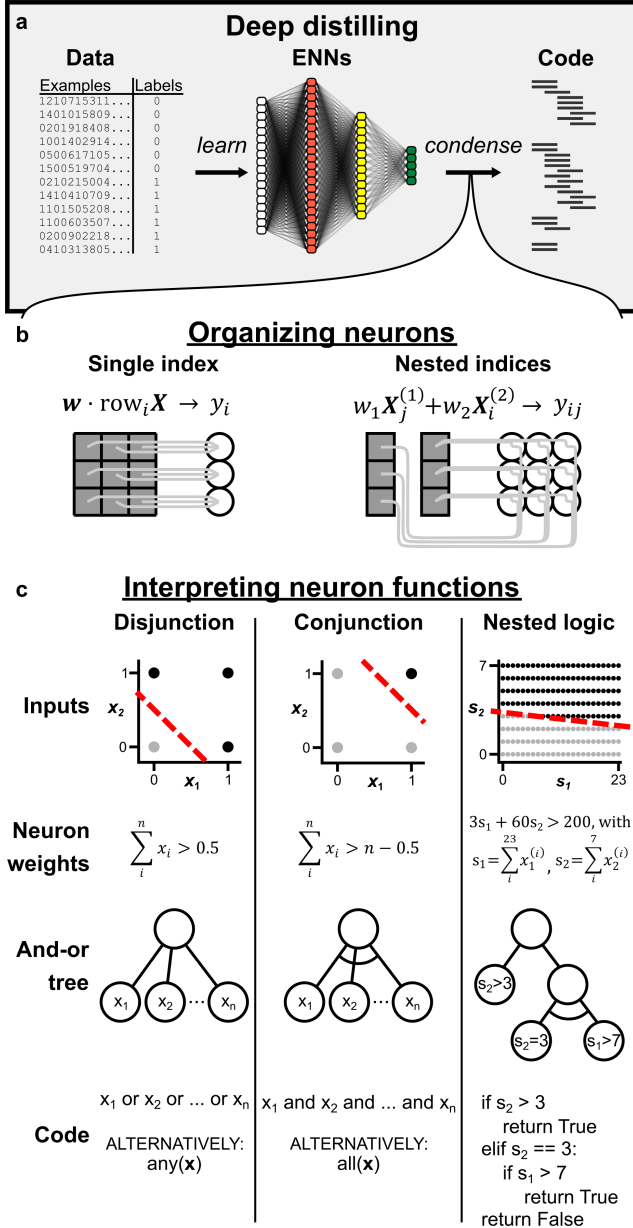 a
Deep distilling
Data
ENNs
Code
Examples Labels
1210715311... 0
1401015809... 0
0201918408... 0
1001402914... 0
0500617105... 0
1500519704... 0
0210215004... 1
1410410709... 1
1101505208... 1
1100603507... 1
0200902218... 1
0410313805... 1
learn
condense
b
Organizing neurons
Single index
Nested indices
w · row_i X → y_i
w_1 X_j^(1) + w_2 X_i^(2) → y_ij
c
Interpreting neuron functions
Disjunction
Conjunction
Nested logic
Inputs
1
x_2
0
0
x_1
1
1
x_2
0
0
1
7
s_2
0
0
s_1
23
Neuron
weights
∑_i^n x_i > 0.5
∑_i^n x_i > n − 0.5
3s_1 + 60s_2 > 200, with
s_1=∑_i^23 x_1^(i), s_2=∑_i^7 x_2^(i)
And-or
tree
x_1 x_2 ... x_n
x_1 x_2 ... x_n
s_2>3
s_2=3
s_1>7
Code
x_1 or x_2 or ... or x_n
ALTERNATIVELY:
any(x)
x_1 and x_2 and ... and x_n
ALTERNATIVELY:
all(x)
if s_2 > 3
return True
elif s_2 == 3:
if s_1 > 7
return True
return False